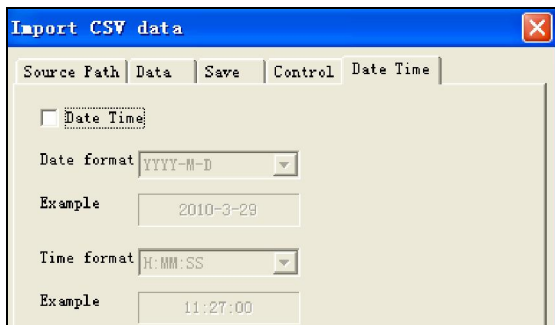 Import CSV data
Source Path Data Save Control Date Time
Date Time
Date format YYYY-M-D
Example 2010-3-29
Time format H:MM:SS
Example 11:27:00